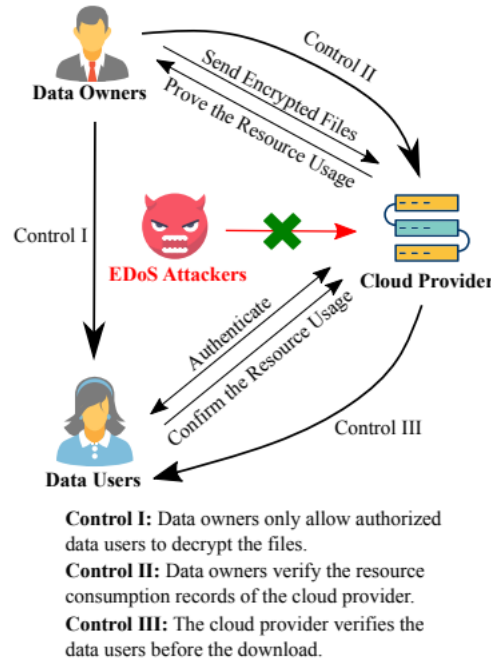 Control II
Send Encrypted Files
Prove the Resource Usage
Data Owners
Control I
EDoS Attackers
Cloud Provider
Authenticate
Confirm the Resource Usage
Control III
Data Users
Control I: Data owners only allow authorized
data users to decrypt the files.
Control II: Data owners verify the resource
consumption records of the cloud provider.
Control III: The cloud provider verifies the
data users before the download.